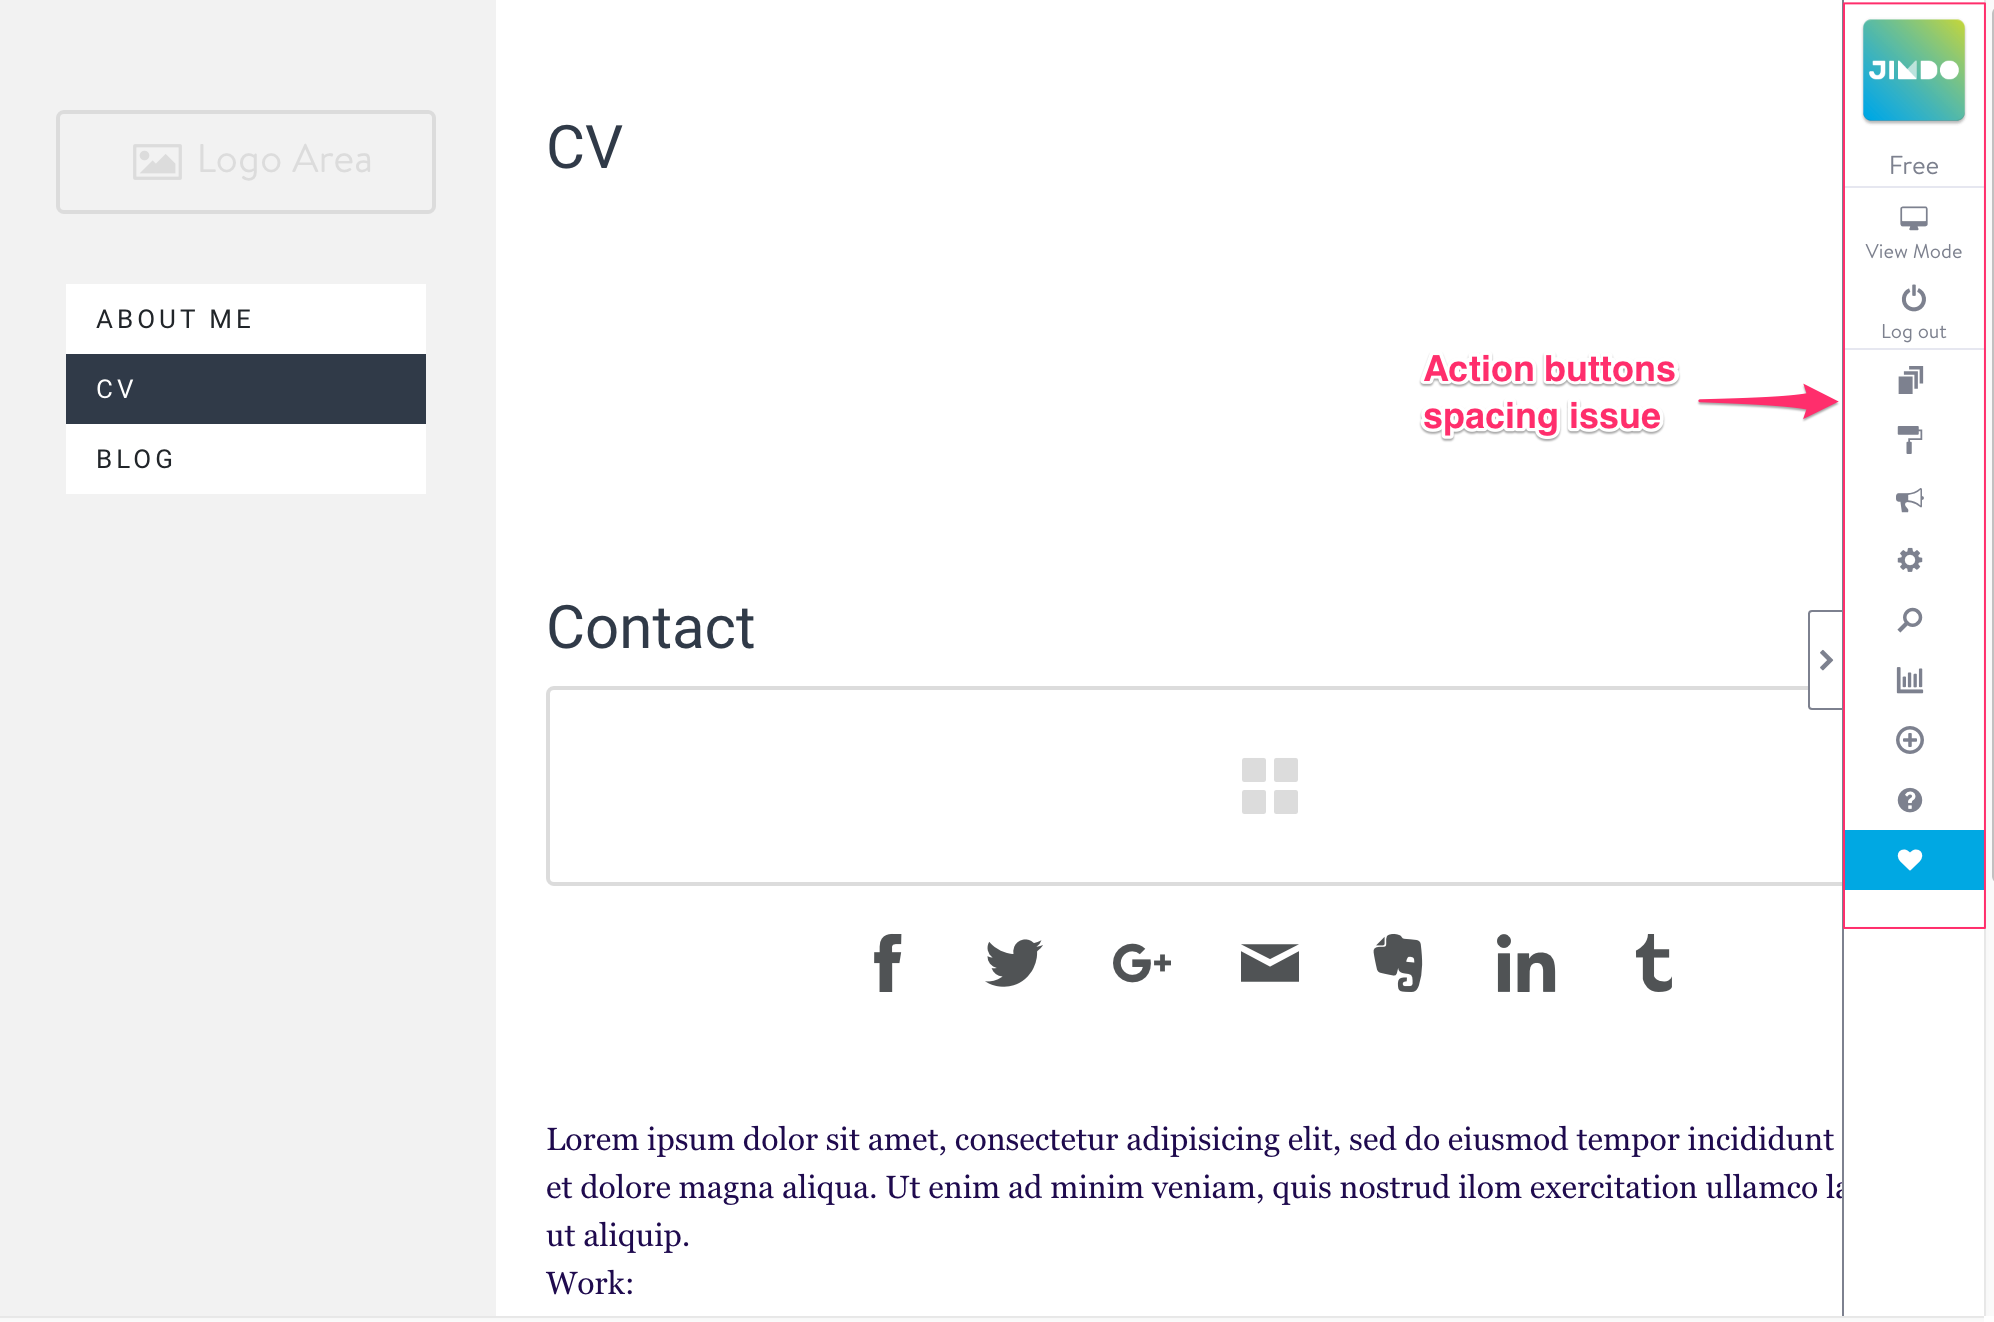 Logo Area
ABOUT ME
CV
BLOG
CV
Contact
Lorem ipsum dolor sit amet, consectetur adipisicing elit, sed do eiusmod tempor incididunt
et dolore magna aliqua. Ut enim ad minim veniam, quis nostrud ilom exercitation ullamco la
ut aliquip.
Work:
Action buttons
spacing issue
JIMDO
Free
View Mode
Log out